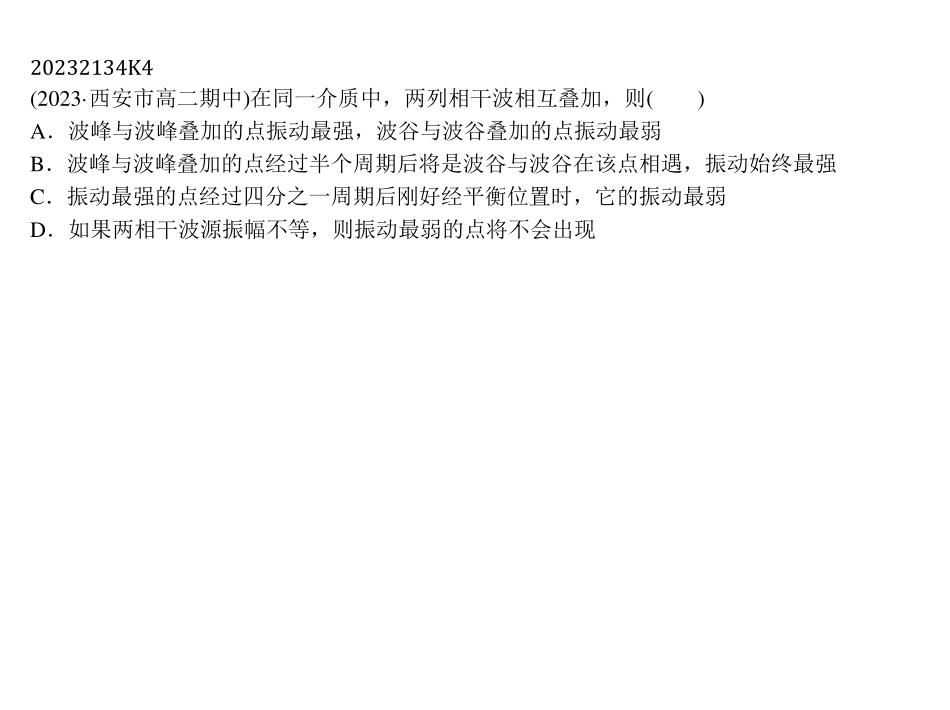 20232134K4
(2023·西安市高二期中)在同一介质中，两列相干波相互叠加，则(　　)
A．波峰与波峰叠加的点振动最强，波谷与波谷叠加的点振动最弱
B．波峰与波峰叠加的点经过半个周期后将是波谷与波谷在该点相遇，振动始终最强
C．振动最强的点经过四分之一周期后刚好经平衡位置时，它的振动最弱
D．如果两相干波源振幅不等，则振动最弱的点将不会出现